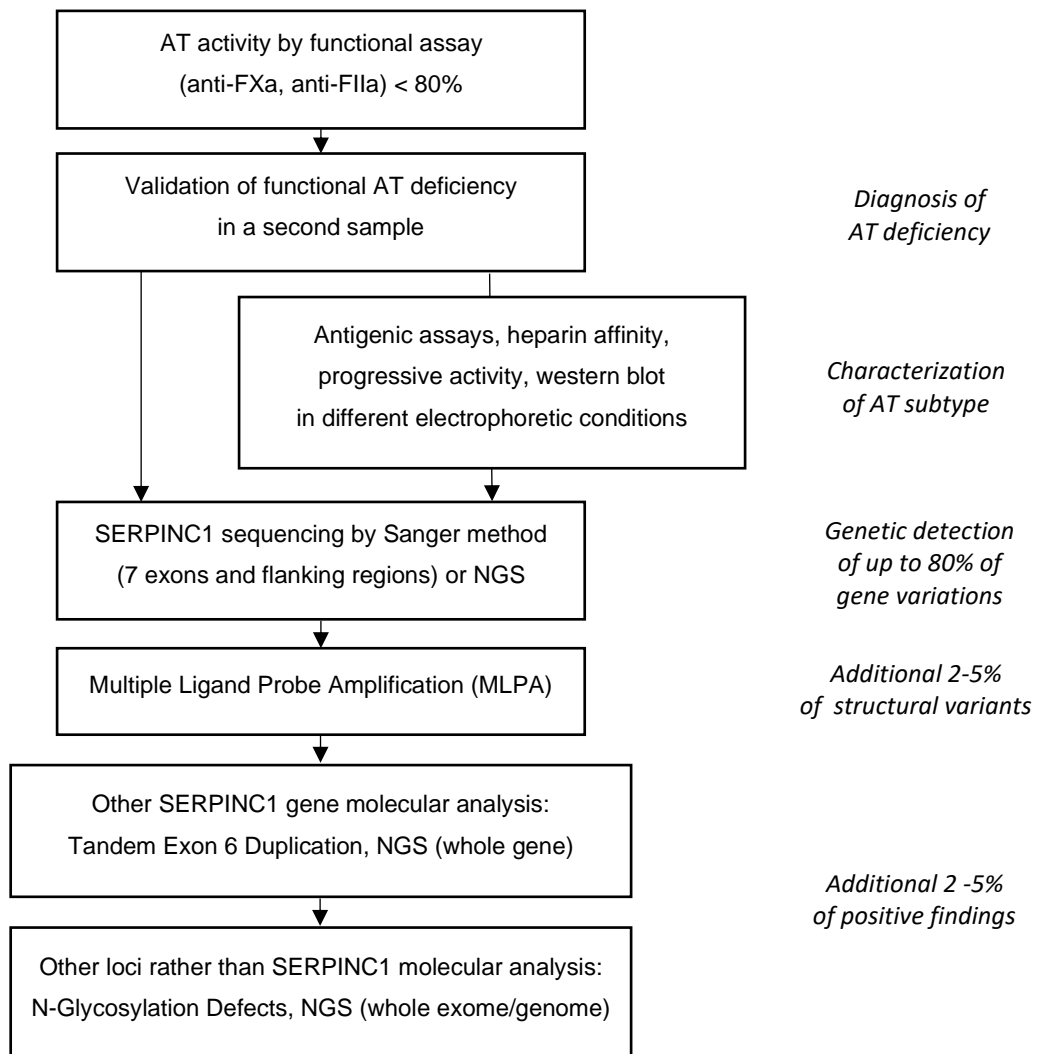 AT activity by functional assay
(anti-FXa, anti-FIIa) < 80%
Validation of functional AT deficiency
in a second sample
Diagnosis of
AT deficiency
Antigenic assays, heparin affinity,
progressive activity, western blot
in different electrophoretic conditions
Characterization
of AT subtype
SERPINC1 sequencing by Sanger method
(7 exons and flanking regions) or NGS
Genetic detection
of up to 80% of
gene variations
Multiple Ligand Probe Amplification (MLPA)
Additional 2-5%
of structural variants
Other SERPINC1 gene molecular analysis:
Tandem Exon 6 Duplication, NGS (whole gene)
Additional 2 -5%
of positive findings
Other loci rather than SERPINC1 molecular analysis:
N-Glycosylation Defects, NGS (whole exome/genome)